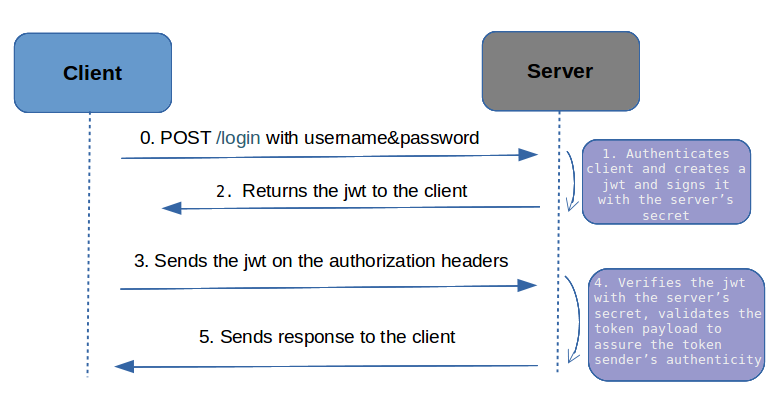 Client
Server
0. POST /login with username&password
1. Authenticates
client and creates a
jwt and signs it
with the server's
secret
2. Returns the jwt to the client
3. Sends the jwt on the authorization headers
4. Verifies the jwt
with the server's
secret, validates the
token payload to
assure the token
sender's authenticity
5. Sends response to the client